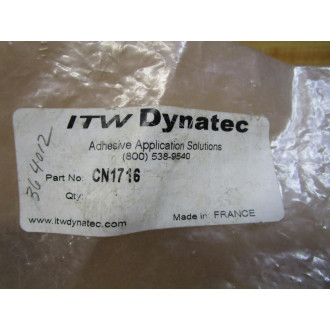 ITW Dynatec
Adhesive Application Solutions
(800) 538-9540
Part No: CN1716
Qty:
www.itwdynatec.com
Made in: FRANCE
364012